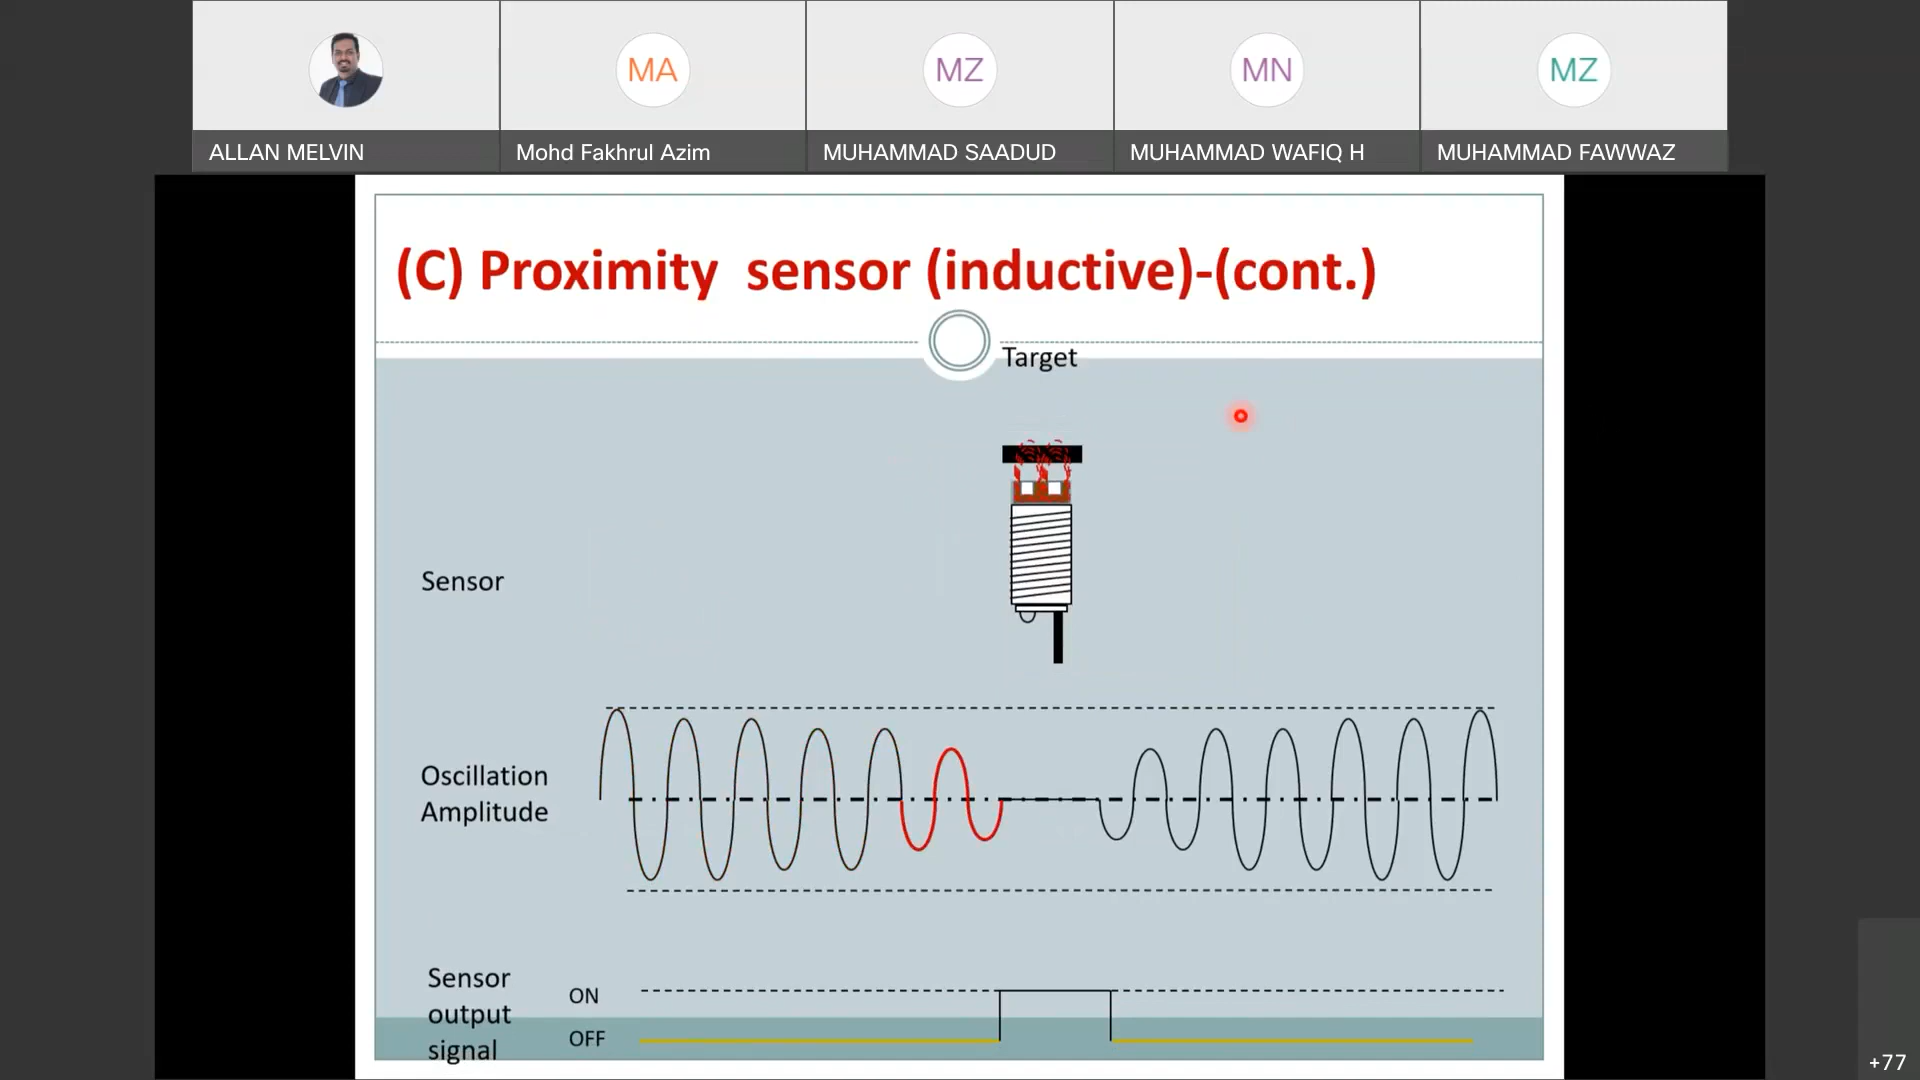 MA
MZ
MN
MZ
ALLAN MELVIN
Mohd Fakhrul Azim
MUHAMMAD SAADUD
MUHAMMAD WAFIQ H
MUHAMMAD FAWWAZ
(C) Proximity sensor (inductive)-(cont.)
Target
Sensor
Oscillation
Amplitude
Sensor
output
signal
ON
OFF
+77